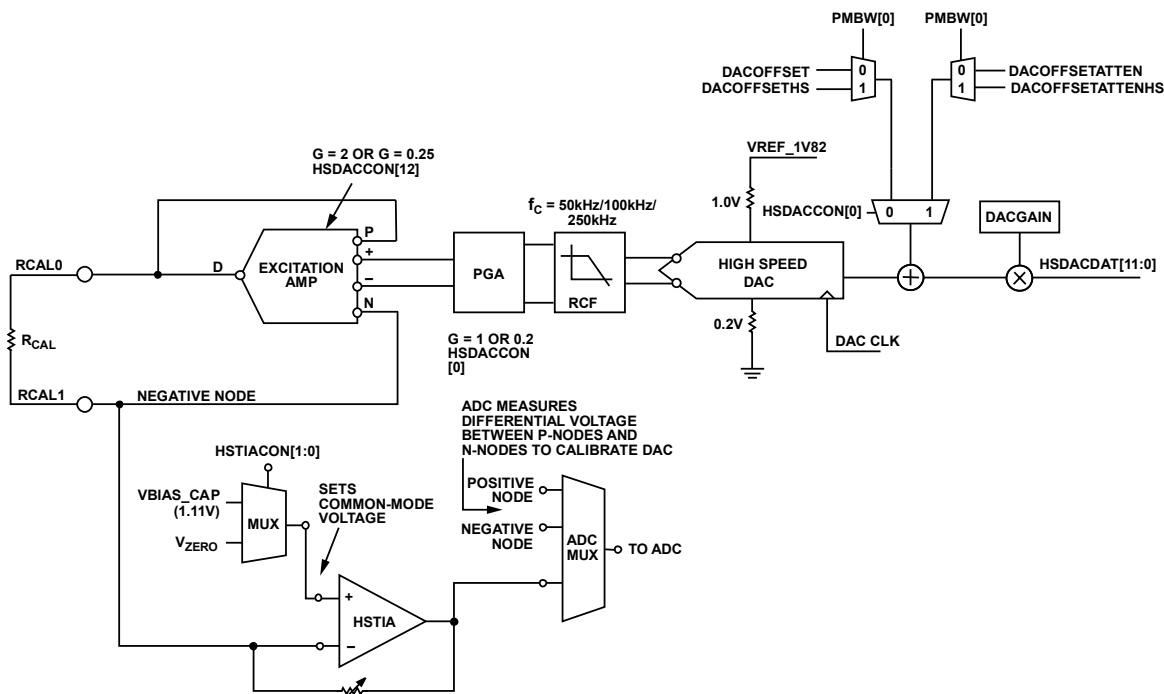 PMBW[0]
PMBW[0]
DACOFFSET
DACOFFSETHS
0
1
0
1
DACOFFSETATTEN
DACOFFSETATTENHS
G = 2 OR G = 0.25
HSDACCON[12]
VREF_1V82
fC = 50kHz/100kHz/
250kHz
1.0V
HSDACCON[0]
0
1
DACGAIN
P
+
–
N
D
RCAL0
EXCITATION
AMP
PGA
RCF
HIGH SPEED
DAC
+
×
HSDACDAT[11:0]
0.2V
DAC CLK
RCAL
G = 1 OR 0.2
HSDACCON
[0]
RCAL1
NEGATIVE NODE
ADC MEASURES
DIFFERENTIAL VOLTAGE
BETWEEN P-NODES AND
N-NODES TO CALIBRATE DAC
HSTIACON[1:0]
VBIAS_CAP
(1.11V)
VZERO
MUX
SETS
COMMON-MODE
VOLTAGE
POSITIVE
NODE
NEGATIVE
NODE
ADC
MUX
TO ADC
+
HSTIA
–